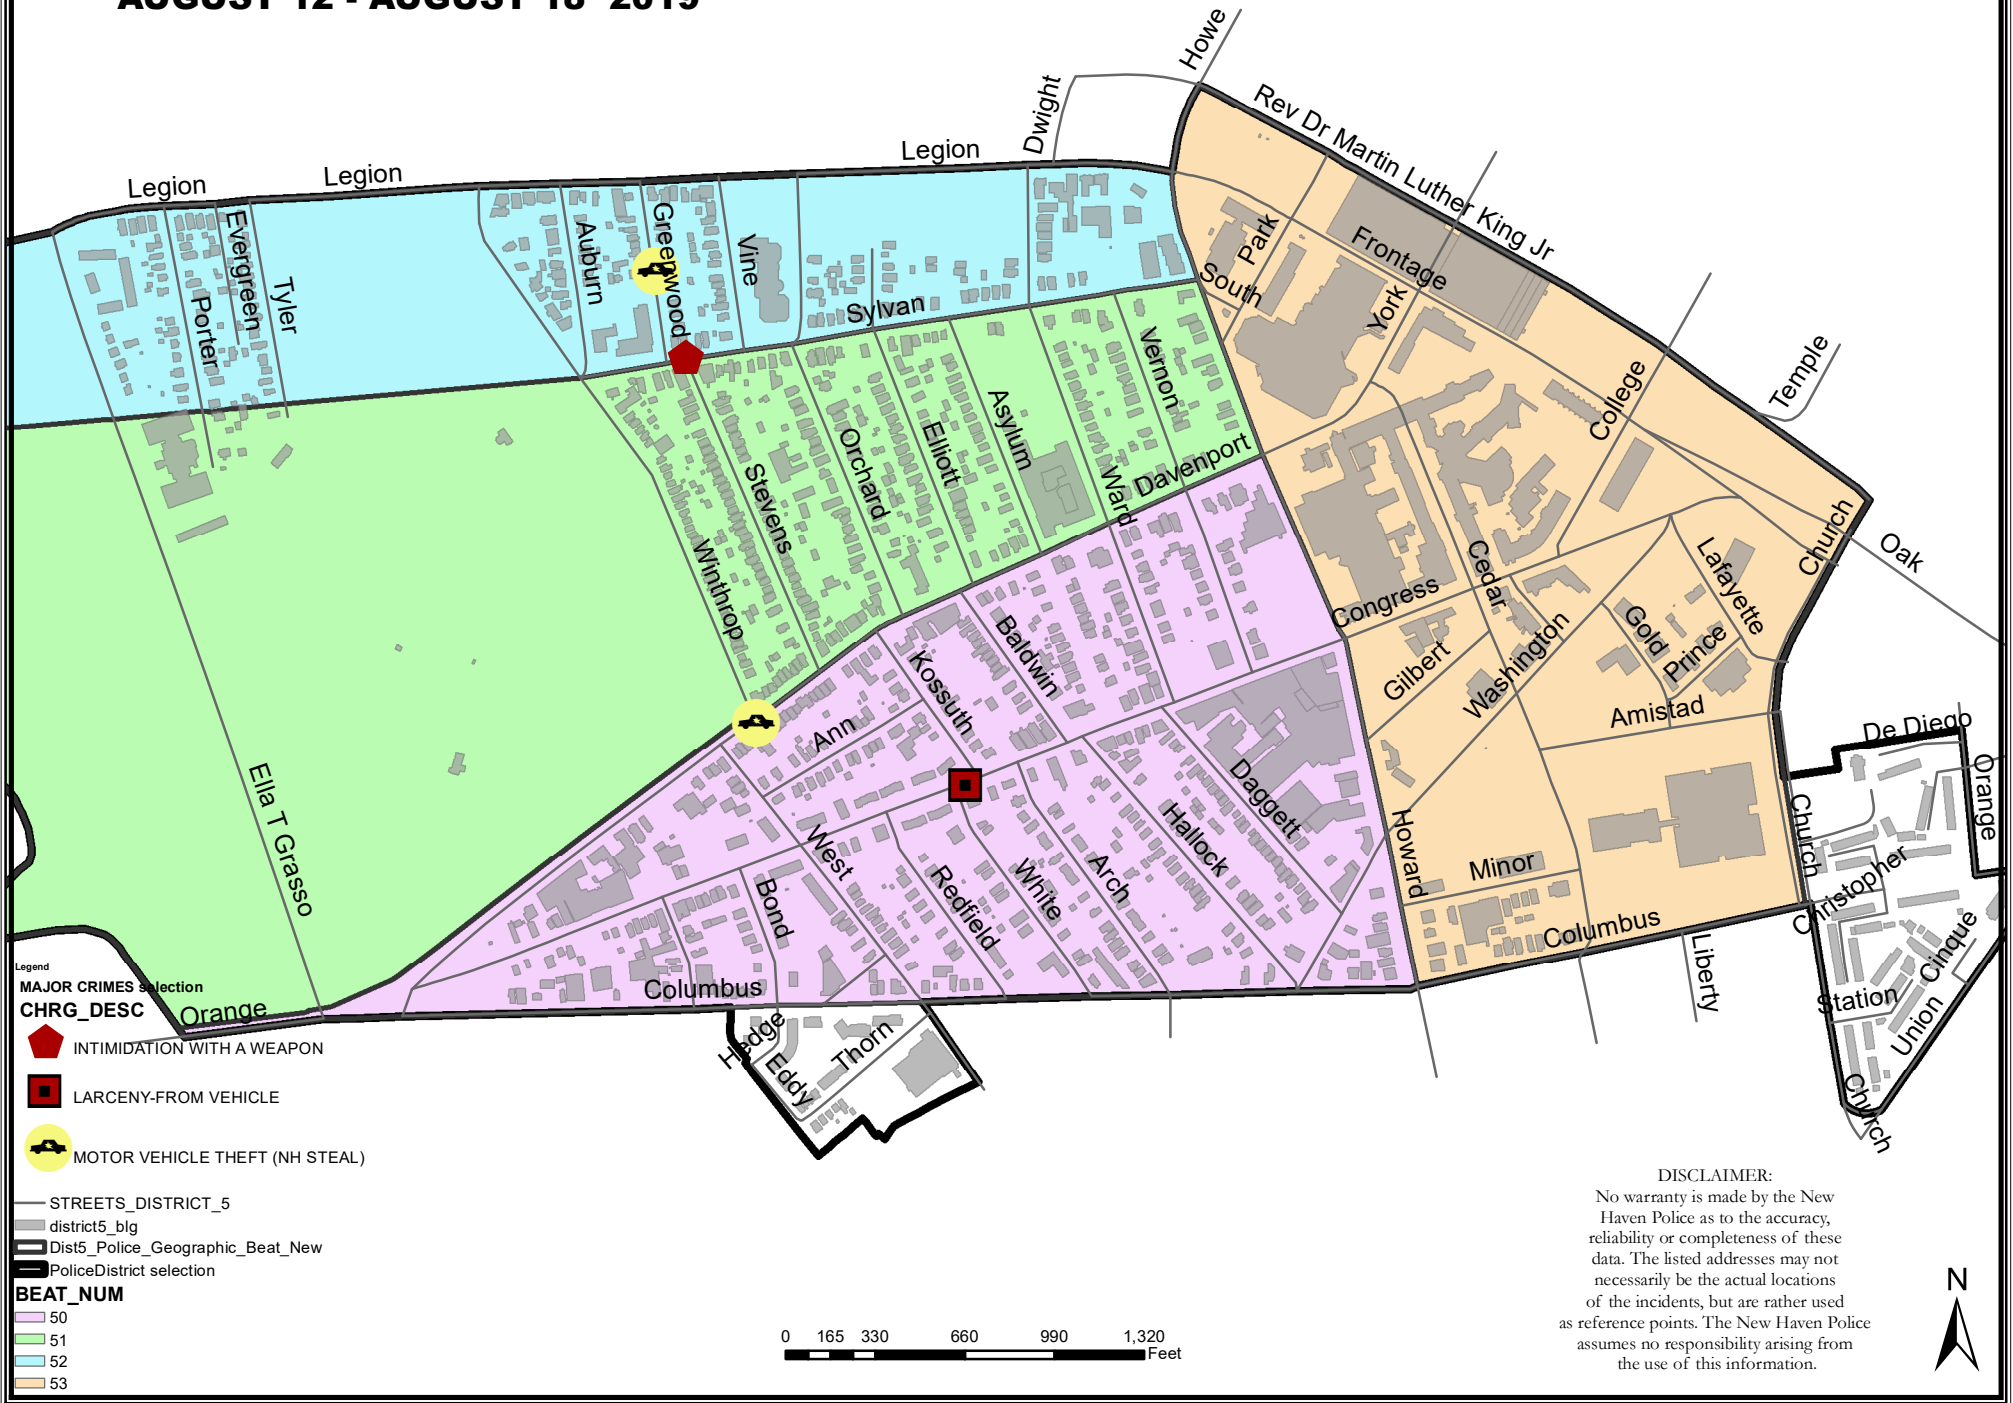 AUGUST 12 - AUGUST 18 2019
Howe
Rev Dr Martin Luther King Jr
Dwight
Legion
Legion
Legion
Evergreen
Porter
Tyler
Auburn
Greenwood
Vine
Sylvan
South
Park
Frontage
York
College
Temple
Church
Oak
Vernon
Asylum
Elliott
Orchard
Stevens
Winthrop
Ward
Davenport
Cedar
Congress
Lafayette
Gold
Prince
Washington
Gilbert
Amistad
De Diego
Orange
Baldwin
Kossuth
Ann
Ella T Grasso
West
Bond
Redfield
White
Arch
Hallock
Daggett
Howard
Minor
Columbus
Church
Christopher
Cinque
Station
Union
Liberty
Church
Columbus
Orange
Hedge
Eddy
Thorn
Legend
MAJOR CRIMES selection
CHRG_DESC
INTIMIDATION WITH A WEAPON
LARCENY-FROM VEHICLE
MOTOR VEHICLE THEFT (NH STEAL)
STREETS_DISTRICT_5
district5_blg
Dist5_Police_Geographic_Beat_New
PoliceDistrict selection
BEAT_NUM
50
51
52
53
0 165 330 660 990 1,320
Feet
DISCLAIMER:
No warranty is made by the New
Haven Police as to the accuracy,
reliability or completeness of these
data. The listed addresses may not
necessarily be the actual locations
of the incidents, but are rather used
as reference points. The New Haven Police
assumes no responsibility arising from
the use of this information.
N